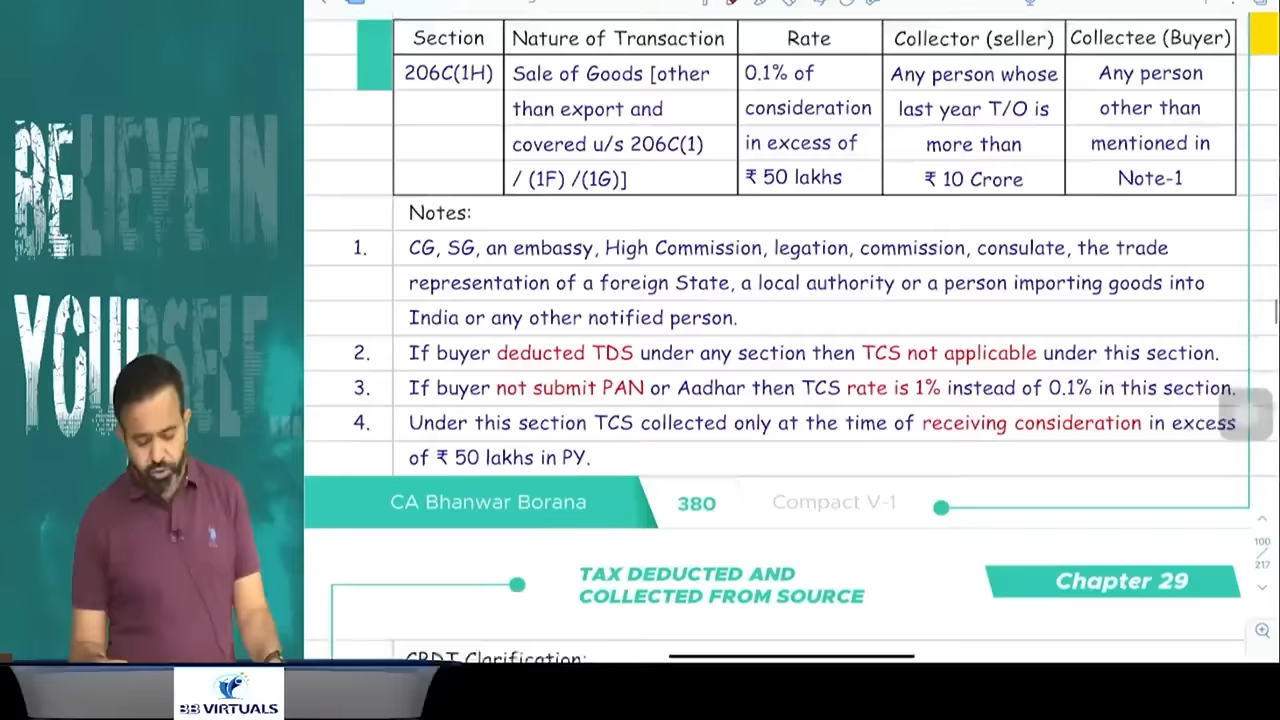 BELIEVE IN
YOURSELF
Section Nature of Transaction Rate Collector (seller) Collectee (Buyer)
206C(1H) Sale of Goods [other 0.1% of Any person whose Any person
than export and consideration last year T/O is other than
covered u/s 206C(1) in excess of more than mentioned in
/ (1F) /(1G)] ₹ 50 lakhs ₹ 10 Crore Note-1
Notes:
1. CG, SG, an embassy, High Commission, legation, commission, consulate, the trade
representation of a foreign State, a local authority or a person importing goods into
India or any other notified person.
2. If buyer deducted TDS under any section then TCS not applicable under this section.
3. If buyer not submit PAN or Aadhar then TCS rate is 1% instead of 0.1% in this section.
4. Under this section TCS collected only at the time of receiving consideration in excess
of ₹ 50 lakhs in PY.
CA Bhanwar Borana 380 Compact V-1
100
/
217
TAX DEDUCTED AND
COLLECTED FROM SOURCE
Chapter 29
CBDT Clarification:
BB VIRTUALS